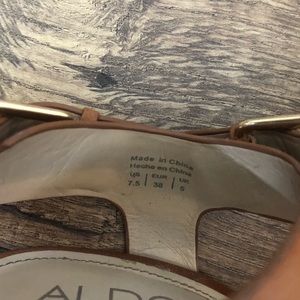 Made in China
Hecho en China
US | EUR | UK
7.5 | 38 | 5
ALDO